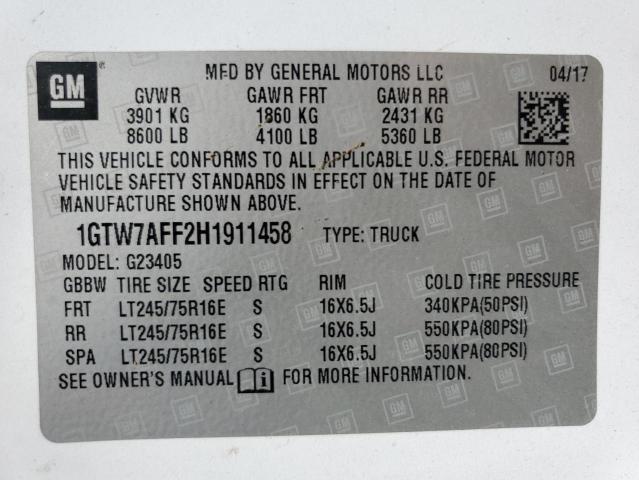 GM
MFD BY GENERAL MOTORS LLC 04/17
GVWR GAWR FRT GAWR RR
3901 KG 1860 KG 2431 KG
8600 LB 4100 LB 5360 LB
THIS VEHICLE CONFORMS TO ALL APPLICABLE U.S. FEDERAL MOTOR
VEHICLE SAFETY STANDARDS IN EFFECT ON THE DATE OF
MANUFACTURE SHOWN ABOVE.
1GTW7AFF2H1911458 TYPE: TRUCK
MODEL: G23405
GBBW TIRE SIZE SPEED RTG RIM COLD TIRE PRESSURE
FRT LT245/75R16E S 16X6.5J 340KPA(50PSI)
RR LT245/75R16E S 16X6.5J 550KPA(80PSI)
SPA LT245/75R16E S 16X6.5J 550KPA(80PSI)
SEE OWNER'S MANUAL i FOR MORE INFORMATION.